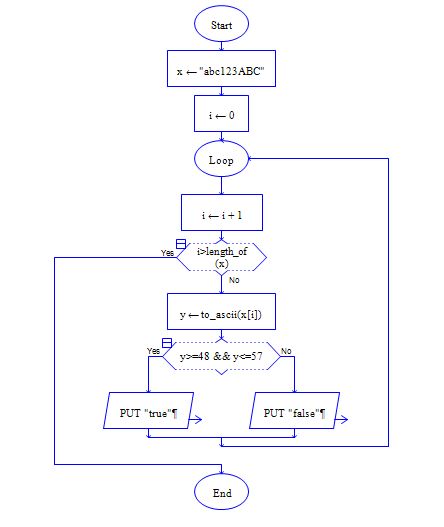 Start
x ← "abc123ABC"
i ← 0
Loop
i ← i + 1
Yes
i>length_of
(x)
No
y ← to_ascii(x[i])
Yes
y>=48 && y<=57
No
PUT "true"¶
PUT "false"¶
End